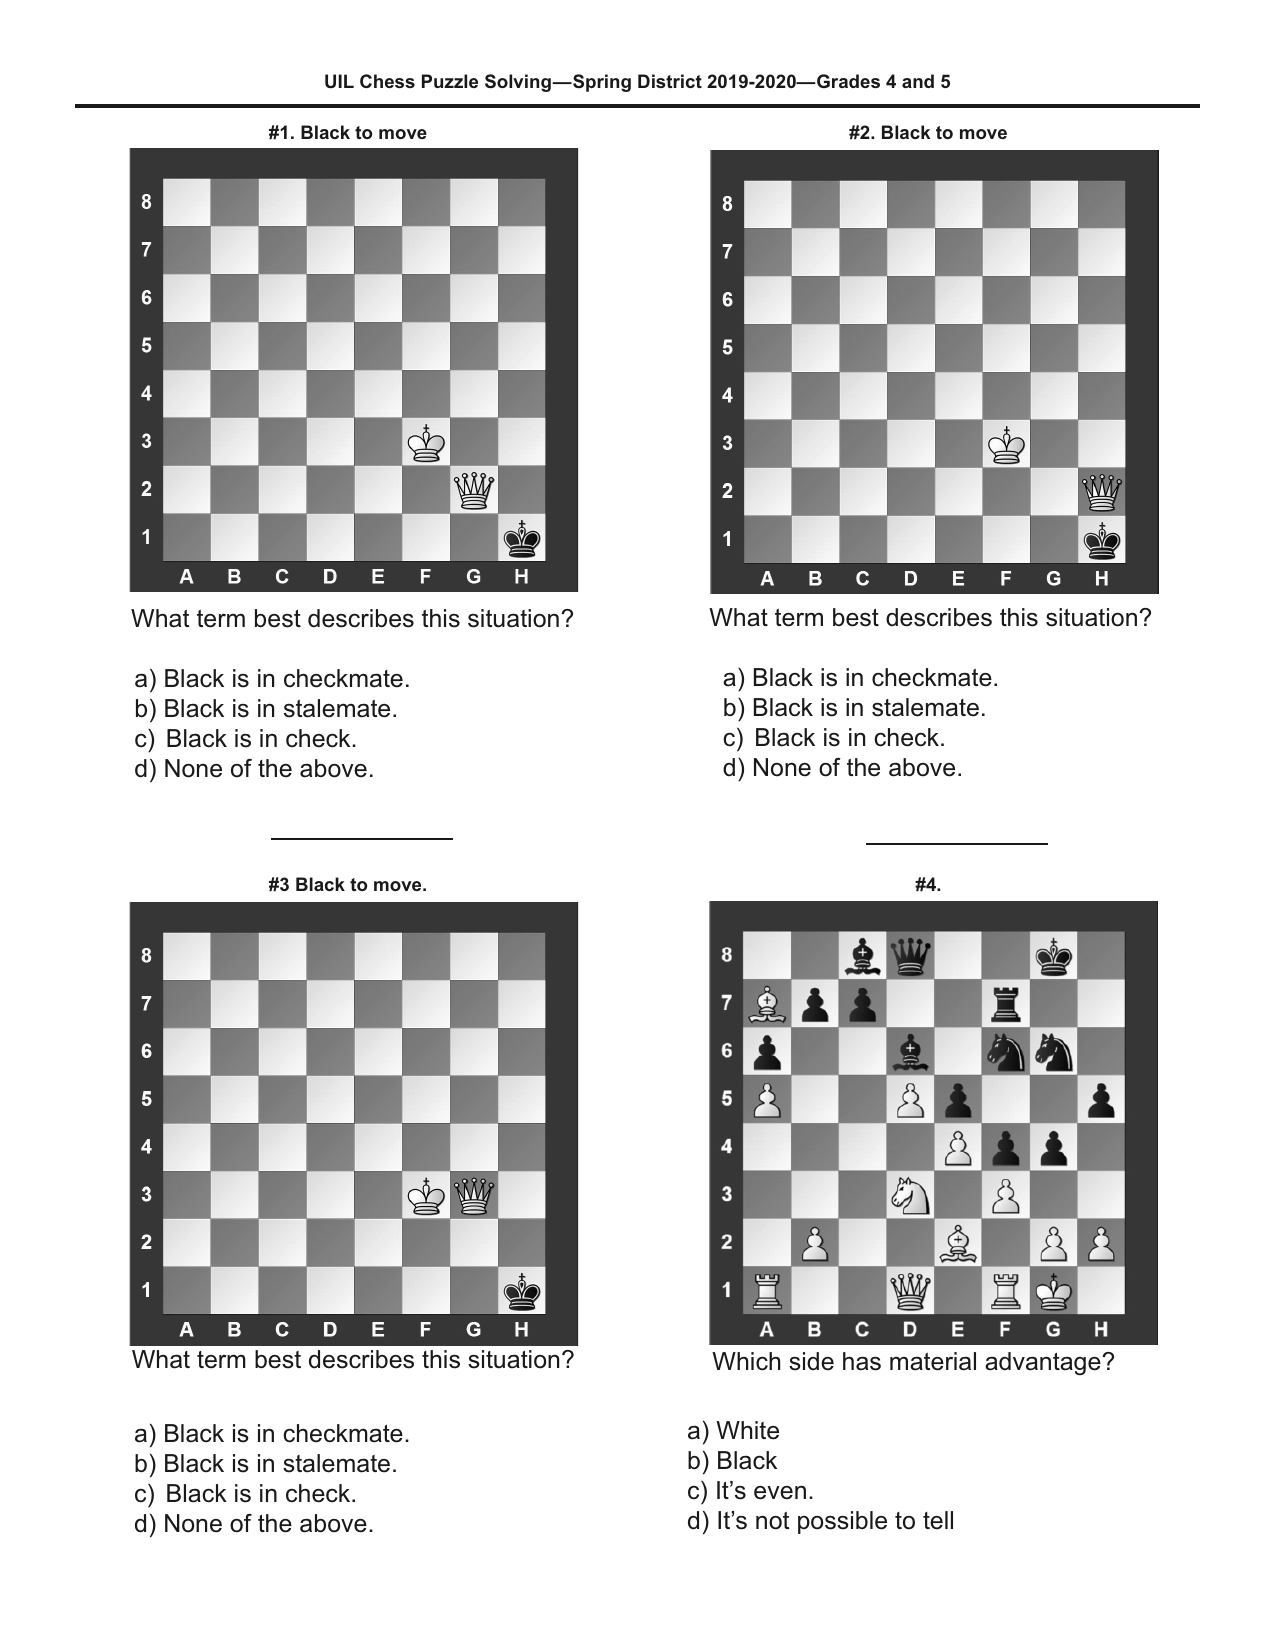 UIL Chess Puzzle Solving—Spring District 2019-2020—Grades 4 and 5
#1. Black to move
8
7
6
5
4
3
2
1
A B C D E F G H
What term best describes this situation?
a) Black is in checkmate.
b) Black is in stalemate.
c) Black is in check.
d) None of the above.
#2. Black to move
8
7
6
5
4
3
2
1
A B C D E F G H
What term best describes this situation?
a) Black is in checkmate.
b) Black is in stalemate.
c) Black is in check.
d) None of the above.
#3 Black to move.
8
7
6
5
4
3
2
1
A B C D E F G H
What term best describes this situation?
a) Black is in checkmate.
b) Black is in stalemate.
c) Black is in check.
d) None of the above.
#4.
8
7
6
5
4
3
2
1
A B C D E F G H
Which side has material advantage?
a) White
b) Black
c) It’s even.
d) It’s not possible to tell